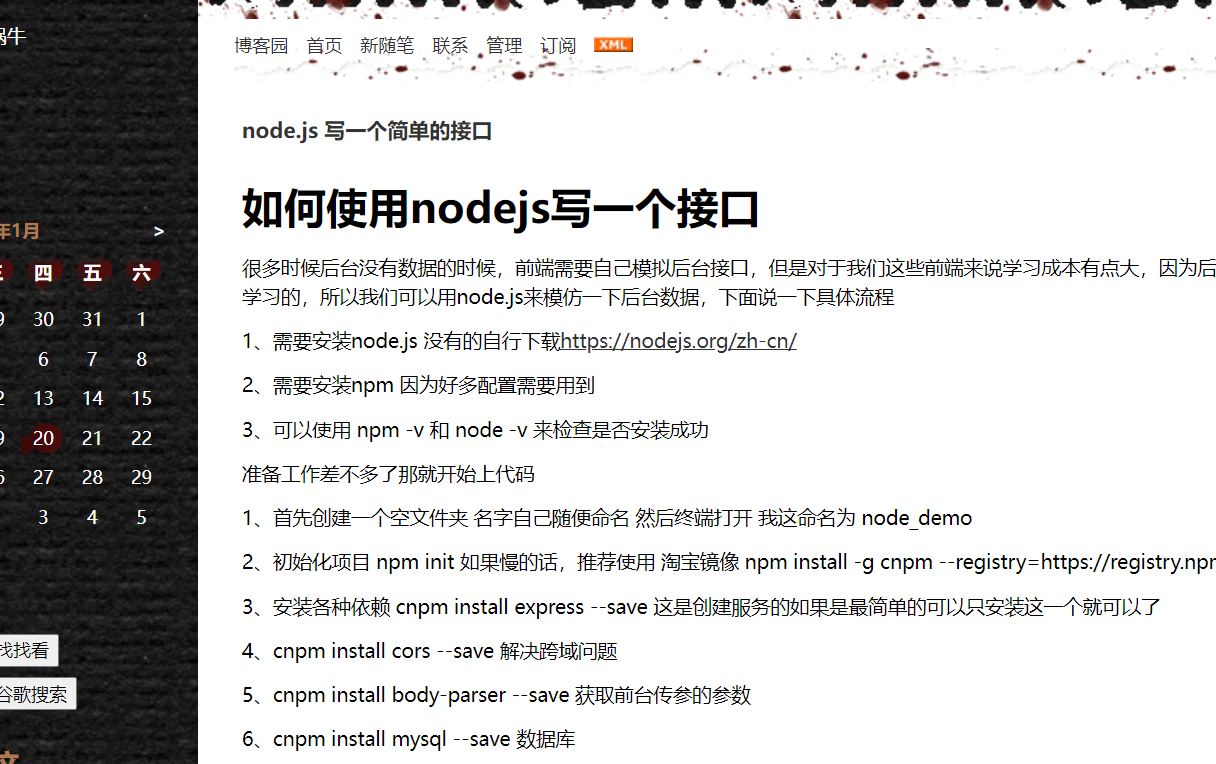 蜗牛
博客园 首页 新随笔 联系 管理 订阅 XML
node.js 写一个简单的接口
如何使用nodejs写一个接口
很多时候后台没有数据的时候，前端需要自己模拟后台接口，但是对于我们这些前端来说学习成本有点大，因为后
学习的，所以我们可以用node.js来模仿一下后台数据，下面说一下具体流程
1、需要安装node.js 没有的自行下载https://nodejs.org/zh-cn/
2、需要安装npm 因为好多配置需要用到
3、可以使用 npm -v 和 node -v 来检查是否安装成功
准备工作差不多了那就开始上代码
1、首先创建一个空文件夹 名字自己随便命名 然后终端打开 我这命名为 node_demo
2、初始化项目 npm init 如果慢的话，推荐使用 淘宝镜像 npm install -g cnpm --registry=https://registry.npr
3、安装各种依赖 cnpm install express --save 这是创建服务的如果是最简单的可以只安装这一个就可以了
4、cnpm install cors --save 解决跨域问题
5、cnpm install body-parser --save 获取前台传参的参数
6、cnpm install mysql --save 数据库
年1月 >
四 五 六
30 31 1
6 7 8
13 14 15
20 21 22
27 28 29
3 4 5
找找看
谷歌搜索